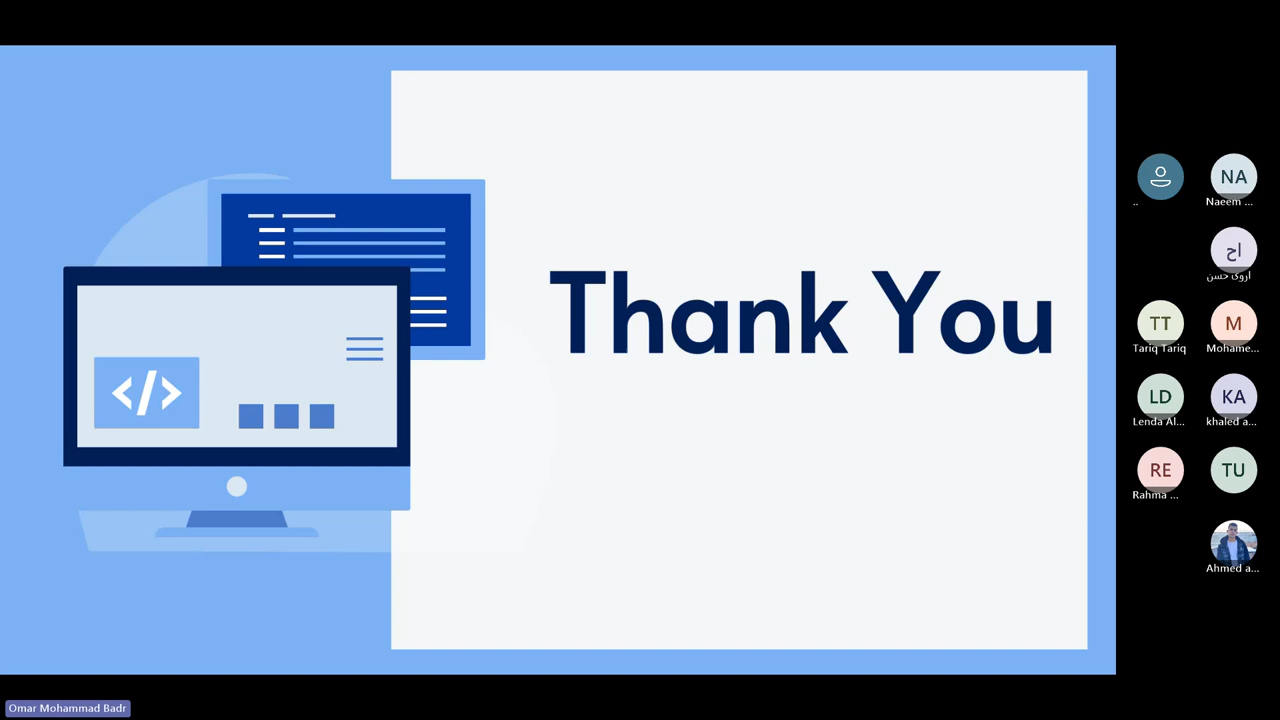 </>
Thank You
..
NA
Naeem ...
اح
اروى حسن
TT
Tariq Tariq
M
Mohame...
LD
Lenda Al...
KA
khaled a...
RE
Rahma ...
TU
Ahmed a...
Omar Mohammad Badr